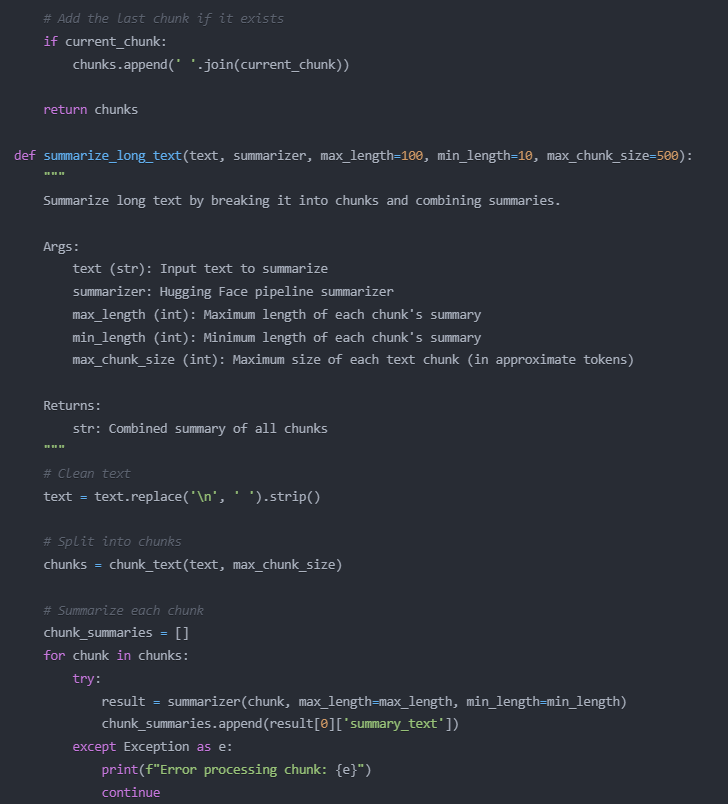 # Add the last chunk if it exists
if current_chunk:
chunks.append(' '.join(current_chunk))
return chunks
def summarize_long_text(text, summarizer, max_length=100, min_length=10, max_chunk_size=500):
"""
Summarize long text by breaking it into chunks and combining summaries.
Args:
text (str): Input text to summarize
summarizer: Hugging Face pipeline summarizer
max_length (int): Maximum length of each chunk's summary
min_length (int): Minimum length of each chunk's summary
max_chunk_size (int): Maximum size of each text chunk (in approximate tokens)
Returns:
str: Combined summary of all chunks
"""
# Clean text
text = text.replace('\n', ' ').strip()
# Split into chunks
chunks = chunk_text(text, max_chunk_size)
# Summarize each chunk
chunk_summaries = []
for chunk in chunks:
try:
result = summarizer(chunk, max_length=max_length, min_length=min_length)
chunk_summaries.append(result[0]['summary_text'])
except Exception as e:
print(f"Error processing chunk: {e}")
continue